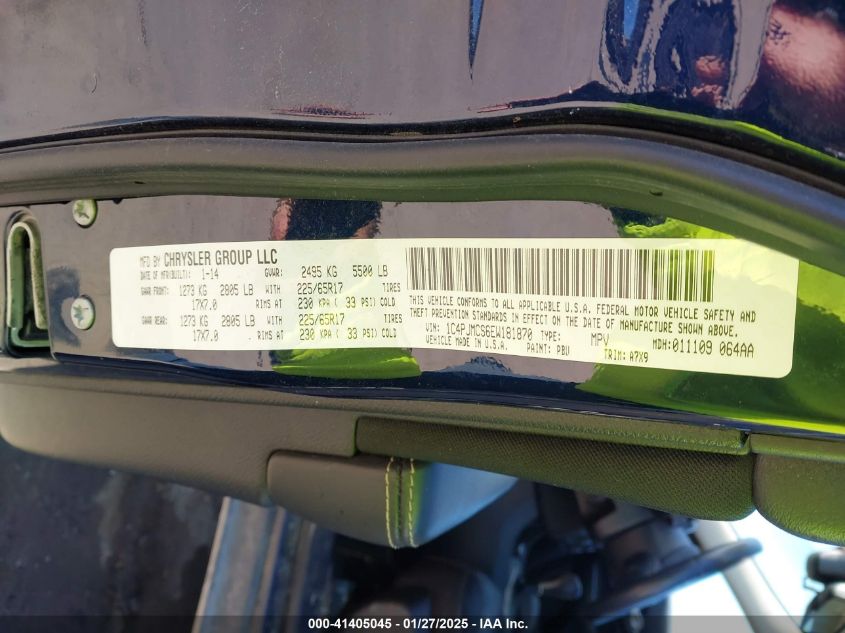 MFD BY CHRYSLER GROUP LLC
DATE OF MFR(BUILT): 1-14 GVWR: 2495 KG 5500 LB
GAWR FRONT: 1273 KG 2805 LB WITH 225/65R17 TIRES
17X7.0 RIMS AT 230 KPA ( 33 PSI) COLD
GAWR REAR: 1273 KG 2805 LB WITH 225/65R17 TIRES
17X7.0 RIMS AT 230 KPA ( 33 PSI) COLD
THIS VEHICLE CONFORMS TO ALL APPLICABLE U.S.A. FEDERAL MOTOR VEHICLE SAFETY AND
THEFT PREVENTION STANDARDS IN EFFECT ON THE DATE OF MANUFACTURE SHOWN ABOVE.
VIN: 1C4PJMCS6EW181870 TYPE: MPV MDH: 011109 064AA
VEHICLE MADE IN U.S.A. PAINT: PBU TRIM: A7X9
000-41405045 - 01/27/2025 - IAA Inc.